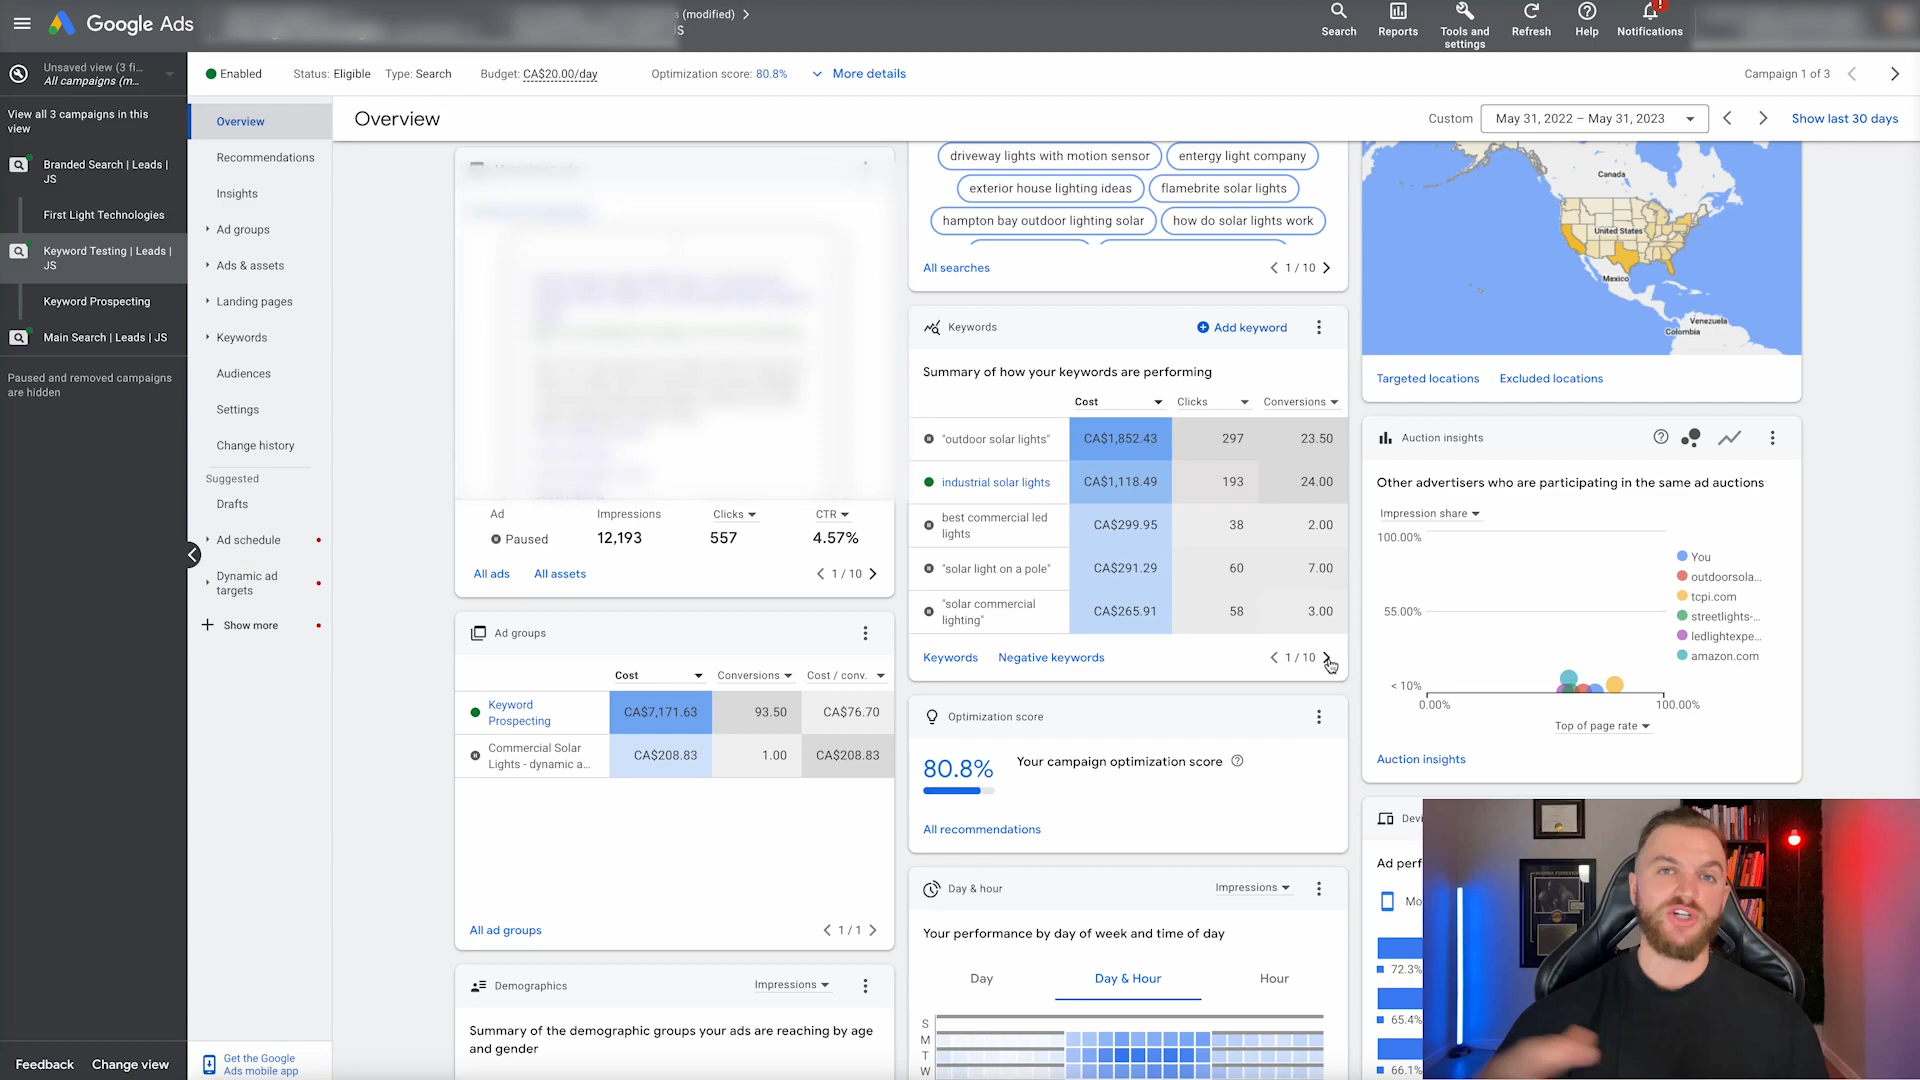 Google Ads
s (modified)
JS
Search
Reports
Tools and settings
Refresh
Help
Notifications
!
Unsaved view (3 fi...
All campaigns (m...
Enabled
Status: Eligible
Type: Search
Budget: CA$20.00/day
Optimization score: 80.8%
More details
Campaign 1 of 3
View all 3 campaigns in this
view
Branded Search | Leads |
JS
First Light Technologies
Keyword Testing | Leads |
JS
Keyword Prospecting
Main Search | Leads | JS
Paused and removed campaigns
are hidden
Feedback
Change view
Overview
Recommendations
Insights
Ad groups
Ads & assets
Landing pages
Keywords
Audiences
Settings
Change history
Suggested
Drafts
Ad schedule
Dynamic ad
targets
Show more
Get the Google
Ads mobile app
Overview
Custom
May 31, 2022 – May 31, 2023
Show last 30 days
Ad
Impressions
Clicks
CTR
Paused
12,193
557
4.57%
All ads
All assets
1 / 10
Ad groups
Cost
Conversions
Cost / conv.
Keyword
Prospecting
CA$7,171.63
93.50
CA$76.70
Commercial Solar
Lights - dynamic a...
CA$208.83
1.00
CA$208.83
All ad groups
1 / 1
Demographics
Impressions
Summary of the demographic groups your ads are reaching by age
and gender
driveway lights with motion sensor
entergy light company
exterior house lighting ideas
flamebrite solar lights
hampton bay outdoor lighting solar
how do solar lights work
All searches
1 / 10
Keywords
Add keyword
Summary of how your keywords are performing
Cost
Clicks
Conversions
"outdoor solar lights"
CA$1,852.43
297
23.50
industrial solar lights
CA$1,118.49
193
24.00
best commercial led
lights
CA$299.95
38
2.00
"solar light on a pole"
CA$291.29
60
7.00
"solar commercial
lighting"
CA$265.91
58
3.00
Keywords
Negative keywords
1 / 10
Optimization score
80.8%
Your campaign optimization score
All recommendations
Day & hour
Impressions
Your performance by day of week and time of day
Day
Day & Hour
Hour
S
M
T
W
Canada
United States
Mexico
Venezuela
Colombia
Targeted locations
Excluded locations
Auction insights
Other advertisers who are participating in the same ad auctions
Impression share
100.00%
55.00%
< 10%
0.00%
100.00%
Top of page rate
You
outdoorsola...
tcpi.com
streetlights-...
ledlightexpe...
amazon.com
Auction insights
Devi
Ad perf
Mo
72.3%
65.4%
66.1%